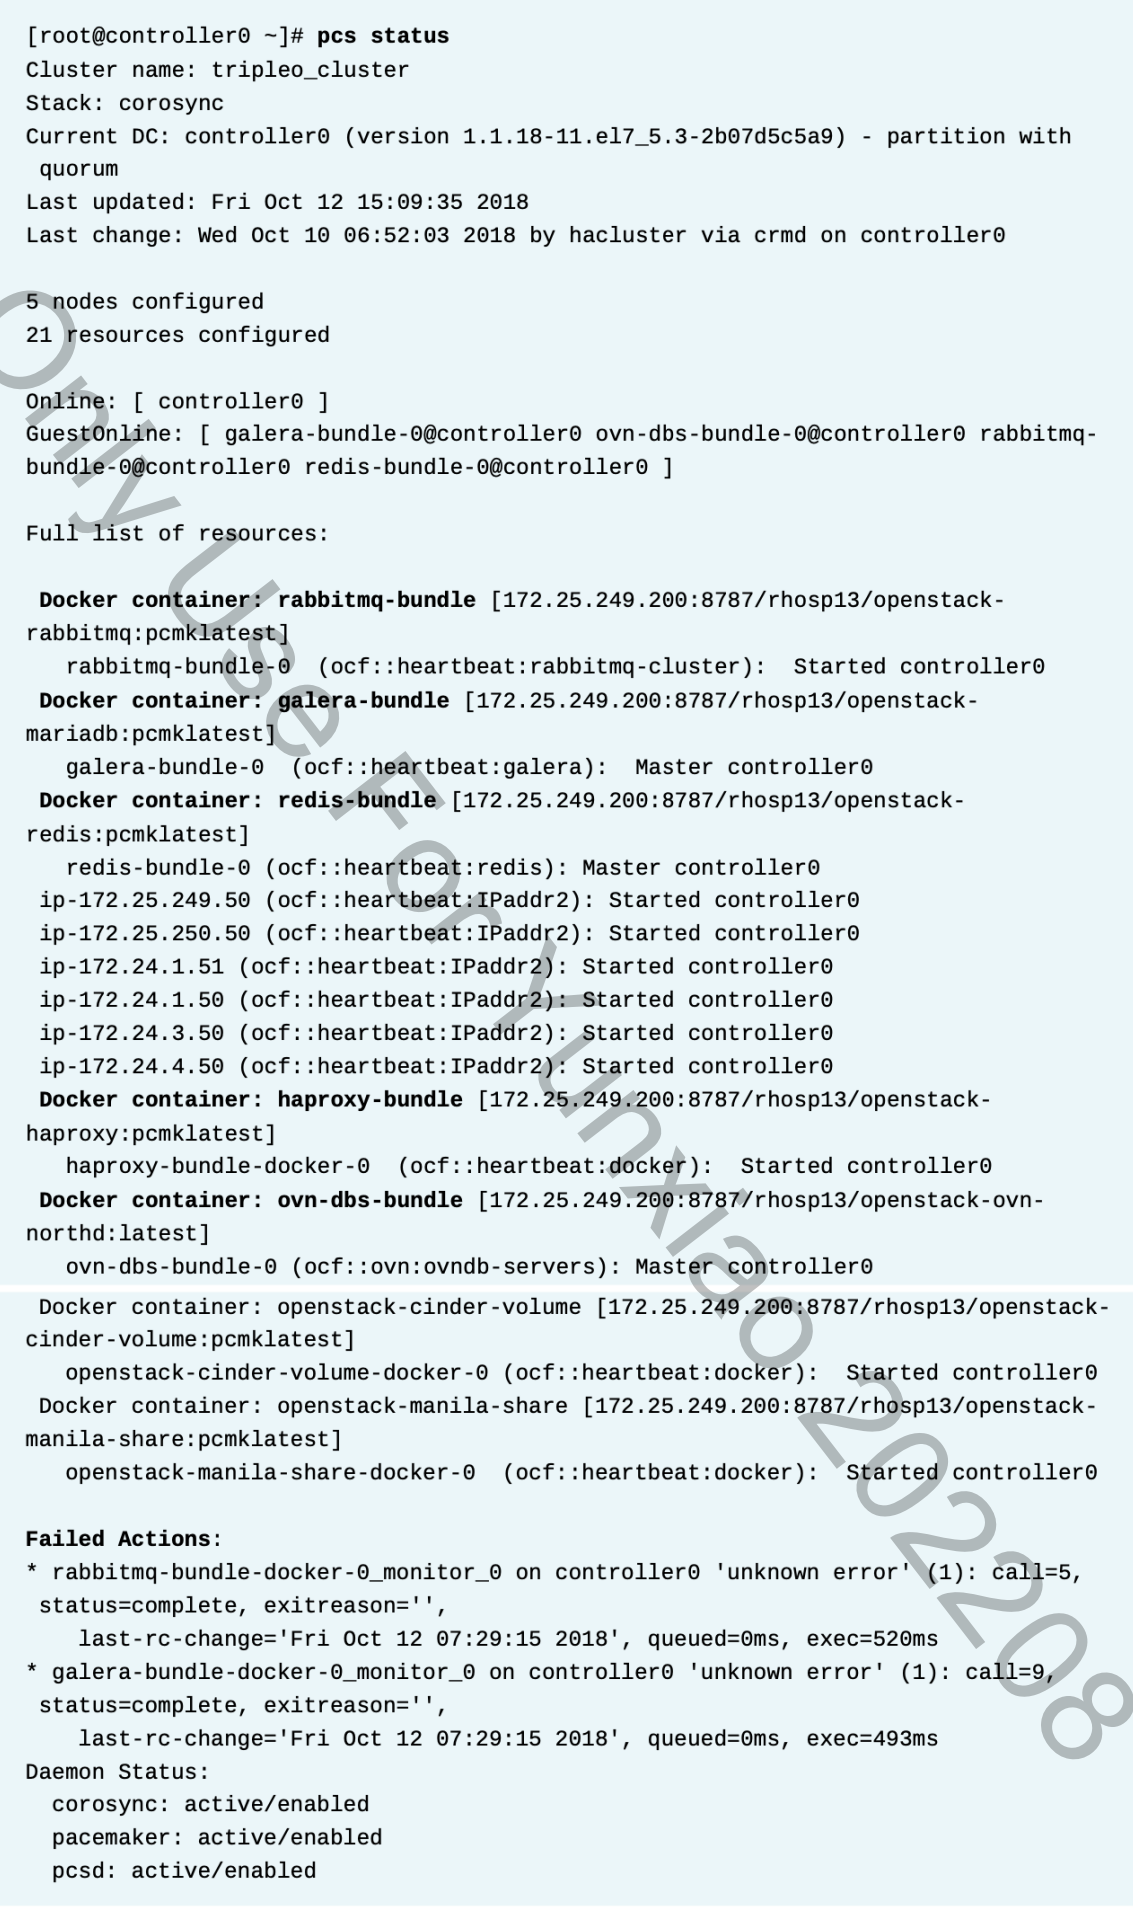 [root@controller0 ~]# pcs status
Cluster name: tripleo_cluster
Stack: corosync
Current DC: controller0 (version 1.1.18-11.el7_5.3-2b07d5c5a9) - partition with
 quorum
Last updated: Fri Oct 12 15:09:35 2018
Last change: Wed Oct 10 06:52:03 2018 by hacluster via crmd on controller0

5 nodes configured
21 resources configured

Online: [ controller0 ]
GuestOnline: [ galera-bundle-0@controller0 ovn-dbs-bundle-0@controller0 rabbitmq-
bundle-0@controller0 redis-bundle-0@controller0 ]

Full list of resources:

 Docker container: rabbitmq-bundle [172.25.249.200:8787/rhosp13/openstack-
rabbitmq:pcmklatest]
   rabbitmq-bundle-0  (ocf::heartbeat:rabbitmq-cluster):  Started controller0
 Docker container: galera-bundle [172.25.249.200:8787/rhosp13/openstack-
mariadb:pcmklatest]
   galera-bundle-0  (ocf::heartbeat:galera):  Master controller0
 Docker container: redis-bundle [172.25.249.200:8787/rhosp13/openstack-
redis:pcmklatest]
   redis-bundle-0 (ocf::heartbeat:redis): Master controller0
 ip-172.25.249.50 (ocf::heartbeat:IPaddr2): Started controller0
 ip-172.25.250.50 (ocf::heartbeat:IPaddr2): Started controller0
 ip-172.24.1.51 (ocf::heartbeat:IPaddr2): Started controller0
 ip-172.24.1.50 (ocf::heartbeat:IPaddr2): Started controller0
 ip-172.24.3.50 (ocf::heartbeat:IPaddr2): Started controller0
 ip-172.24.4.50 (ocf::heartbeat:IPaddr2): Started controller0
 Docker container: haproxy-bundle [172.25.249.200:8787/rhosp13/openstack-
haproxy:pcmklatest]
   haproxy-bundle-docker-0  (ocf::heartbeat:docker):  Started controller0
 Docker container: ovn-dbs-bundle [172.25.249.200:8787/rhosp13/openstack-ovn-
northd:latest]
   ovn-dbs-bundle-0 (ocf::ovn:ovndb-servers): Master controller0
 Docker container: openstack-cinder-volume [172.25.249.200:8787/rhosp13/openstack-
cinder-volume:pcmklatest]
   openstack-cinder-volume-docker-0 (ocf::heartbeat:docker):  Started controller0
 Docker container: openstack-manila-share [172.25.249.200:8787/rhosp13/openstack-
manila-share:pcmklatest]
   openstack-manila-share-docker-0  (ocf::heartbeat:docker):  Started controller0

Failed Actions:
* rabbitmq-bundle-docker-0_monitor_0 on controller0 'unknown error' (1): call=5,
 status=complete, exitreason='',
    last-rc-change='Fri Oct 12 07:29:15 2018', queued=0ms, exec=520ms
* galera-bundle-docker-0_monitor_0 on controller0 'unknown error' (1): call=9,
 status=complete, exitreason='',
    last-rc-change='Fri Oct 12 07:29:15 2018', queued=0ms, exec=493ms
Daemon Status:
  corosync: active/enabled
  pacemaker: active/enabled
  pcsd: active/enabled
Only Use For Yunxiao 202208